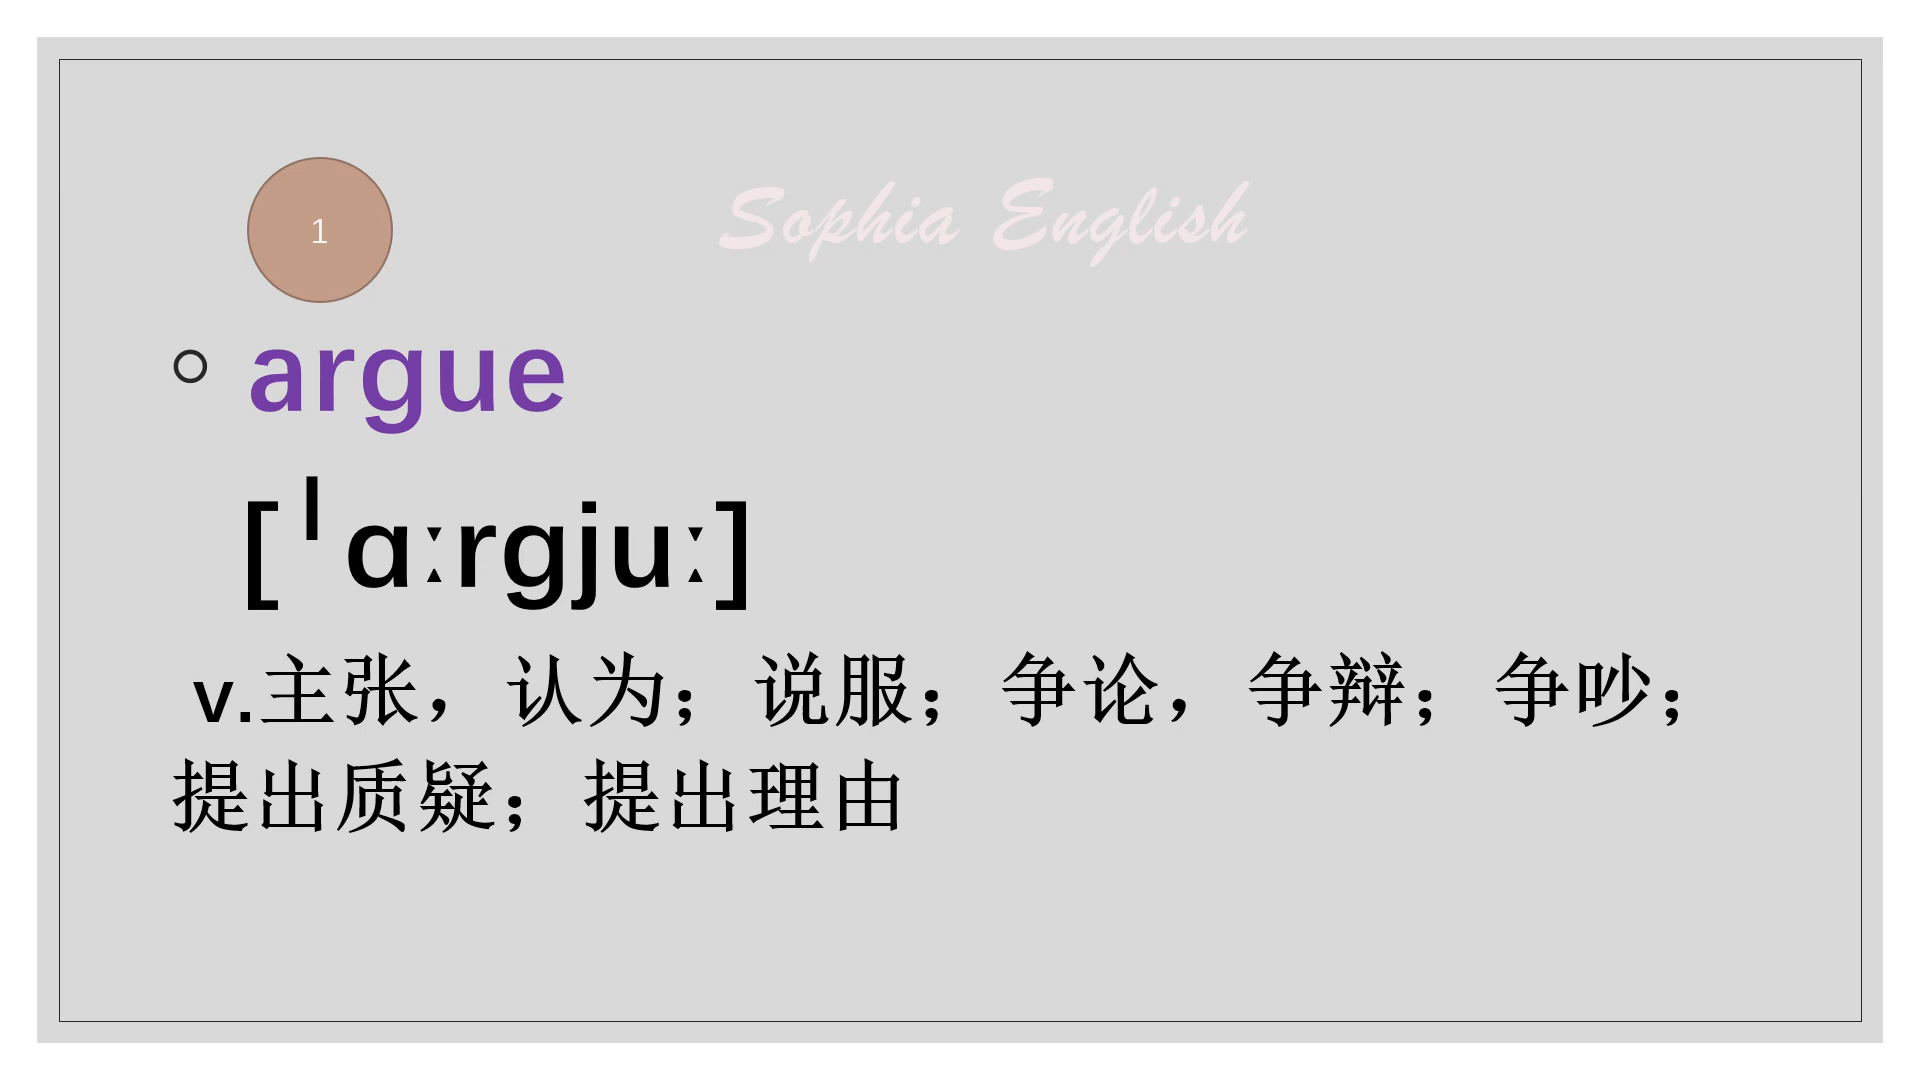 1
Sophia English
argue
[ˈɑːrɡjuː]
v.主张，认为；说服；争论，争辩；争吵；
提出质疑；提出理由